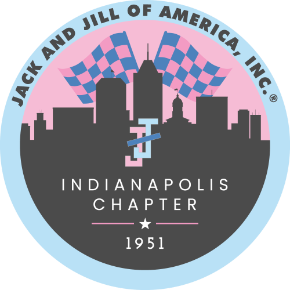 JACK AND JILL OF AMERICA, INC.®
JJ
INDIANAPOLIS
CHAPTER
1951